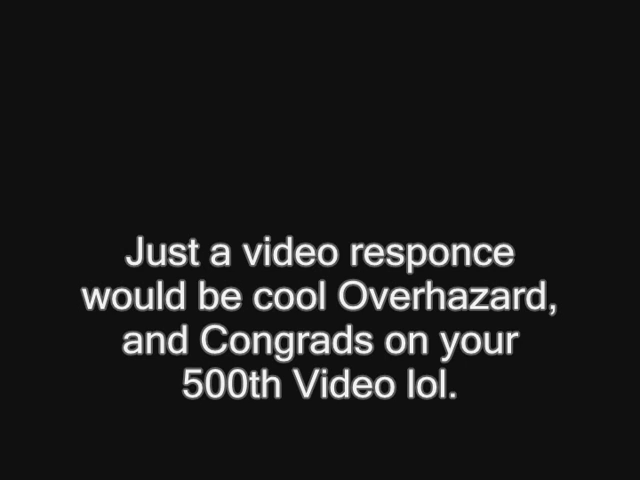 Just a video responce
would be cool Overhazard,
and Congrads on your
500th Video lol.